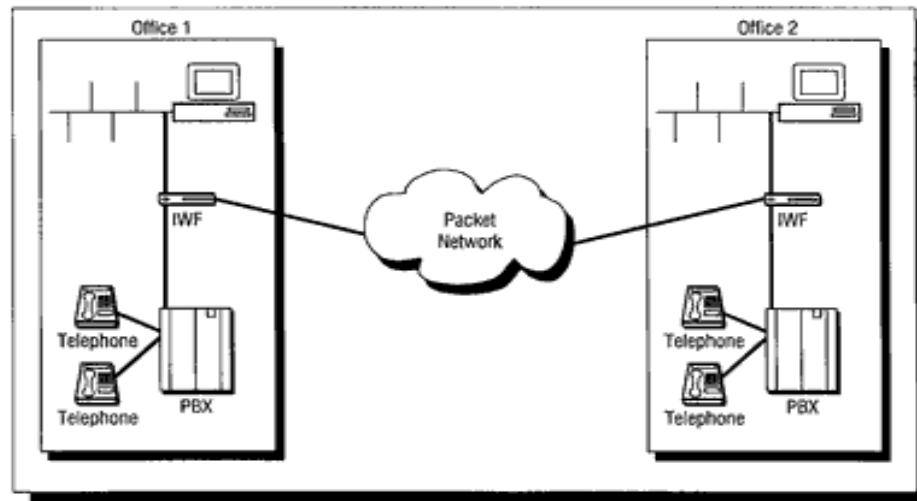 Office 1
Office 2
IWF
Packet
Network
IWF
Telephone
Telephone
PBX
Telephone
Telephone
PBX